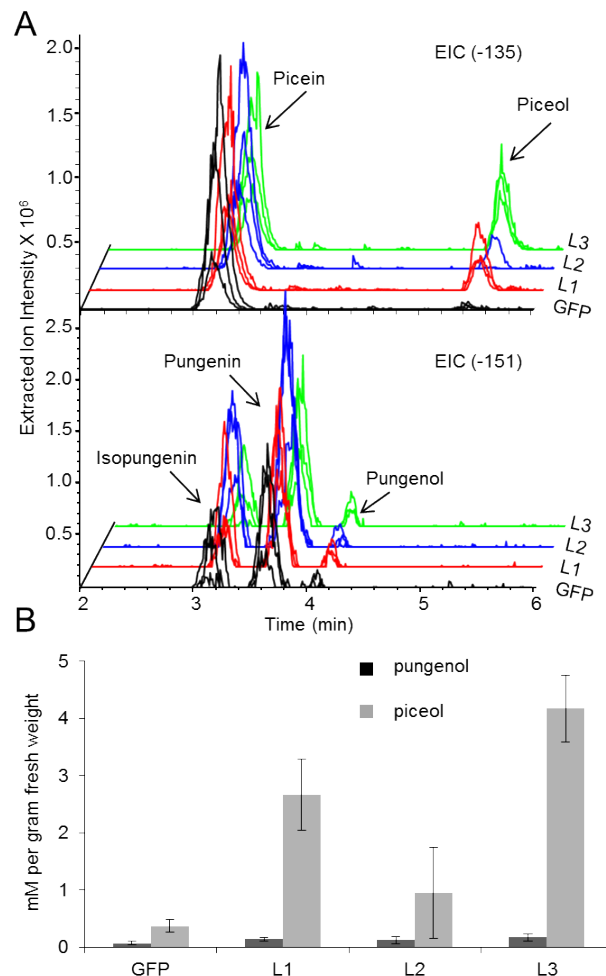 A
2.0
EIC (-135)
Picein
1.5
Piceol
1.0
0.5
L3
L2
L1
GFP
Extracted Ion Intensity X 10⁶
2.5
EIC (-151)
Pungenin
2.0
1.5
Isopungenin
Pungenol
1.0
0.5
L3
L2
L1
GFP
2 3 4 5 6
Time (min)
B
5
pungenol
piceol
4
3
2
1
0
mM per gram fresh weight
GFP L1 L2 L3